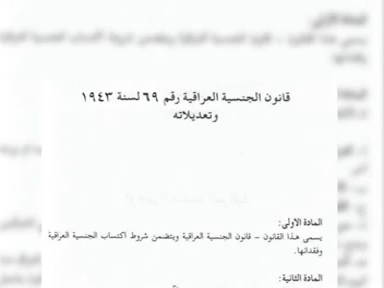 قانون الجنسية العراقية رقم ٦٩ لسنة ١٩٤٣
وتعديلاته
المادة الاولى:
يسمى هذا القانون – قانون الجنسية العراقية ويتضمن شروط اكتساب الجنسية العراقية
وفقدانها.
المادة الثانية: